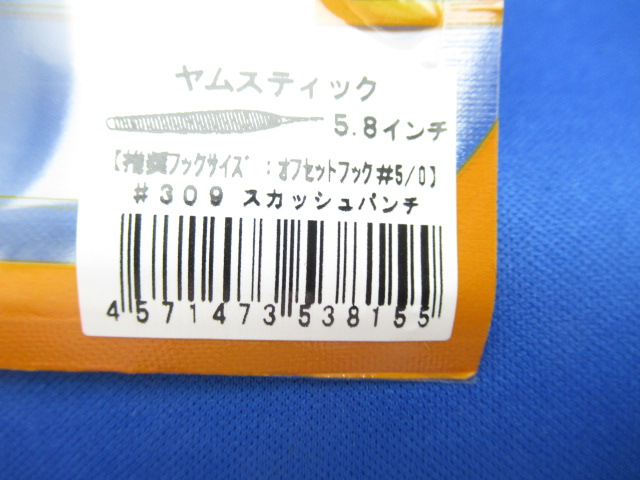 ヤムスティック
5.8インチ
【推奨フックサイズ：オフセットフック#5/0】
#309 スカッシュパンチ
4571473538155